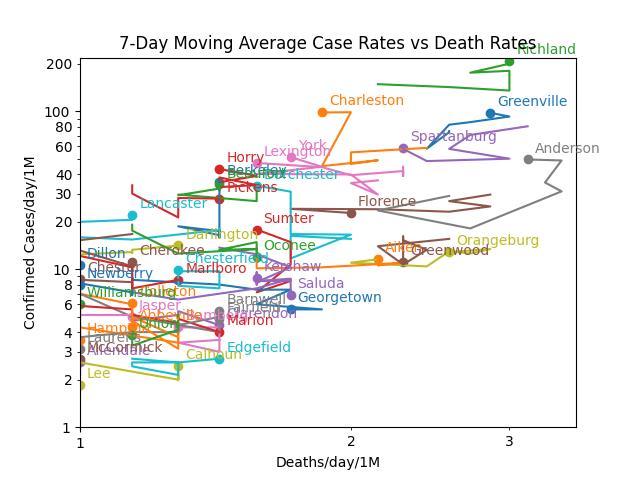 7-Day Moving Average Case Rates vs Death Rates
Richland
Greenville
Charleston
Spartanburg
York
Lexington
Anderson
Horry
Berkeley
Dorchester
Pickens
Lancaster
Florence
Sumter
Darlington
Orangeburg
Oconee
Aiken
Greenwood
Cherokee
Dillon
Chesterfield
Chester
Marlboro
Kershaw
Newberry
Saluda
Williamsburg
Georgetown
Barnwell
Jasper
Fairfield
Clarendon
Abbeville
Marion
Union
Hampton
Laurens
McCormick
Allendale
Edgefield
Calhoun
Lee
Confirmed Cases/day/1M
200
100
80
60
40
30
20
10
8
6
4
3
2
1
1
2
3
Deaths/day/1M